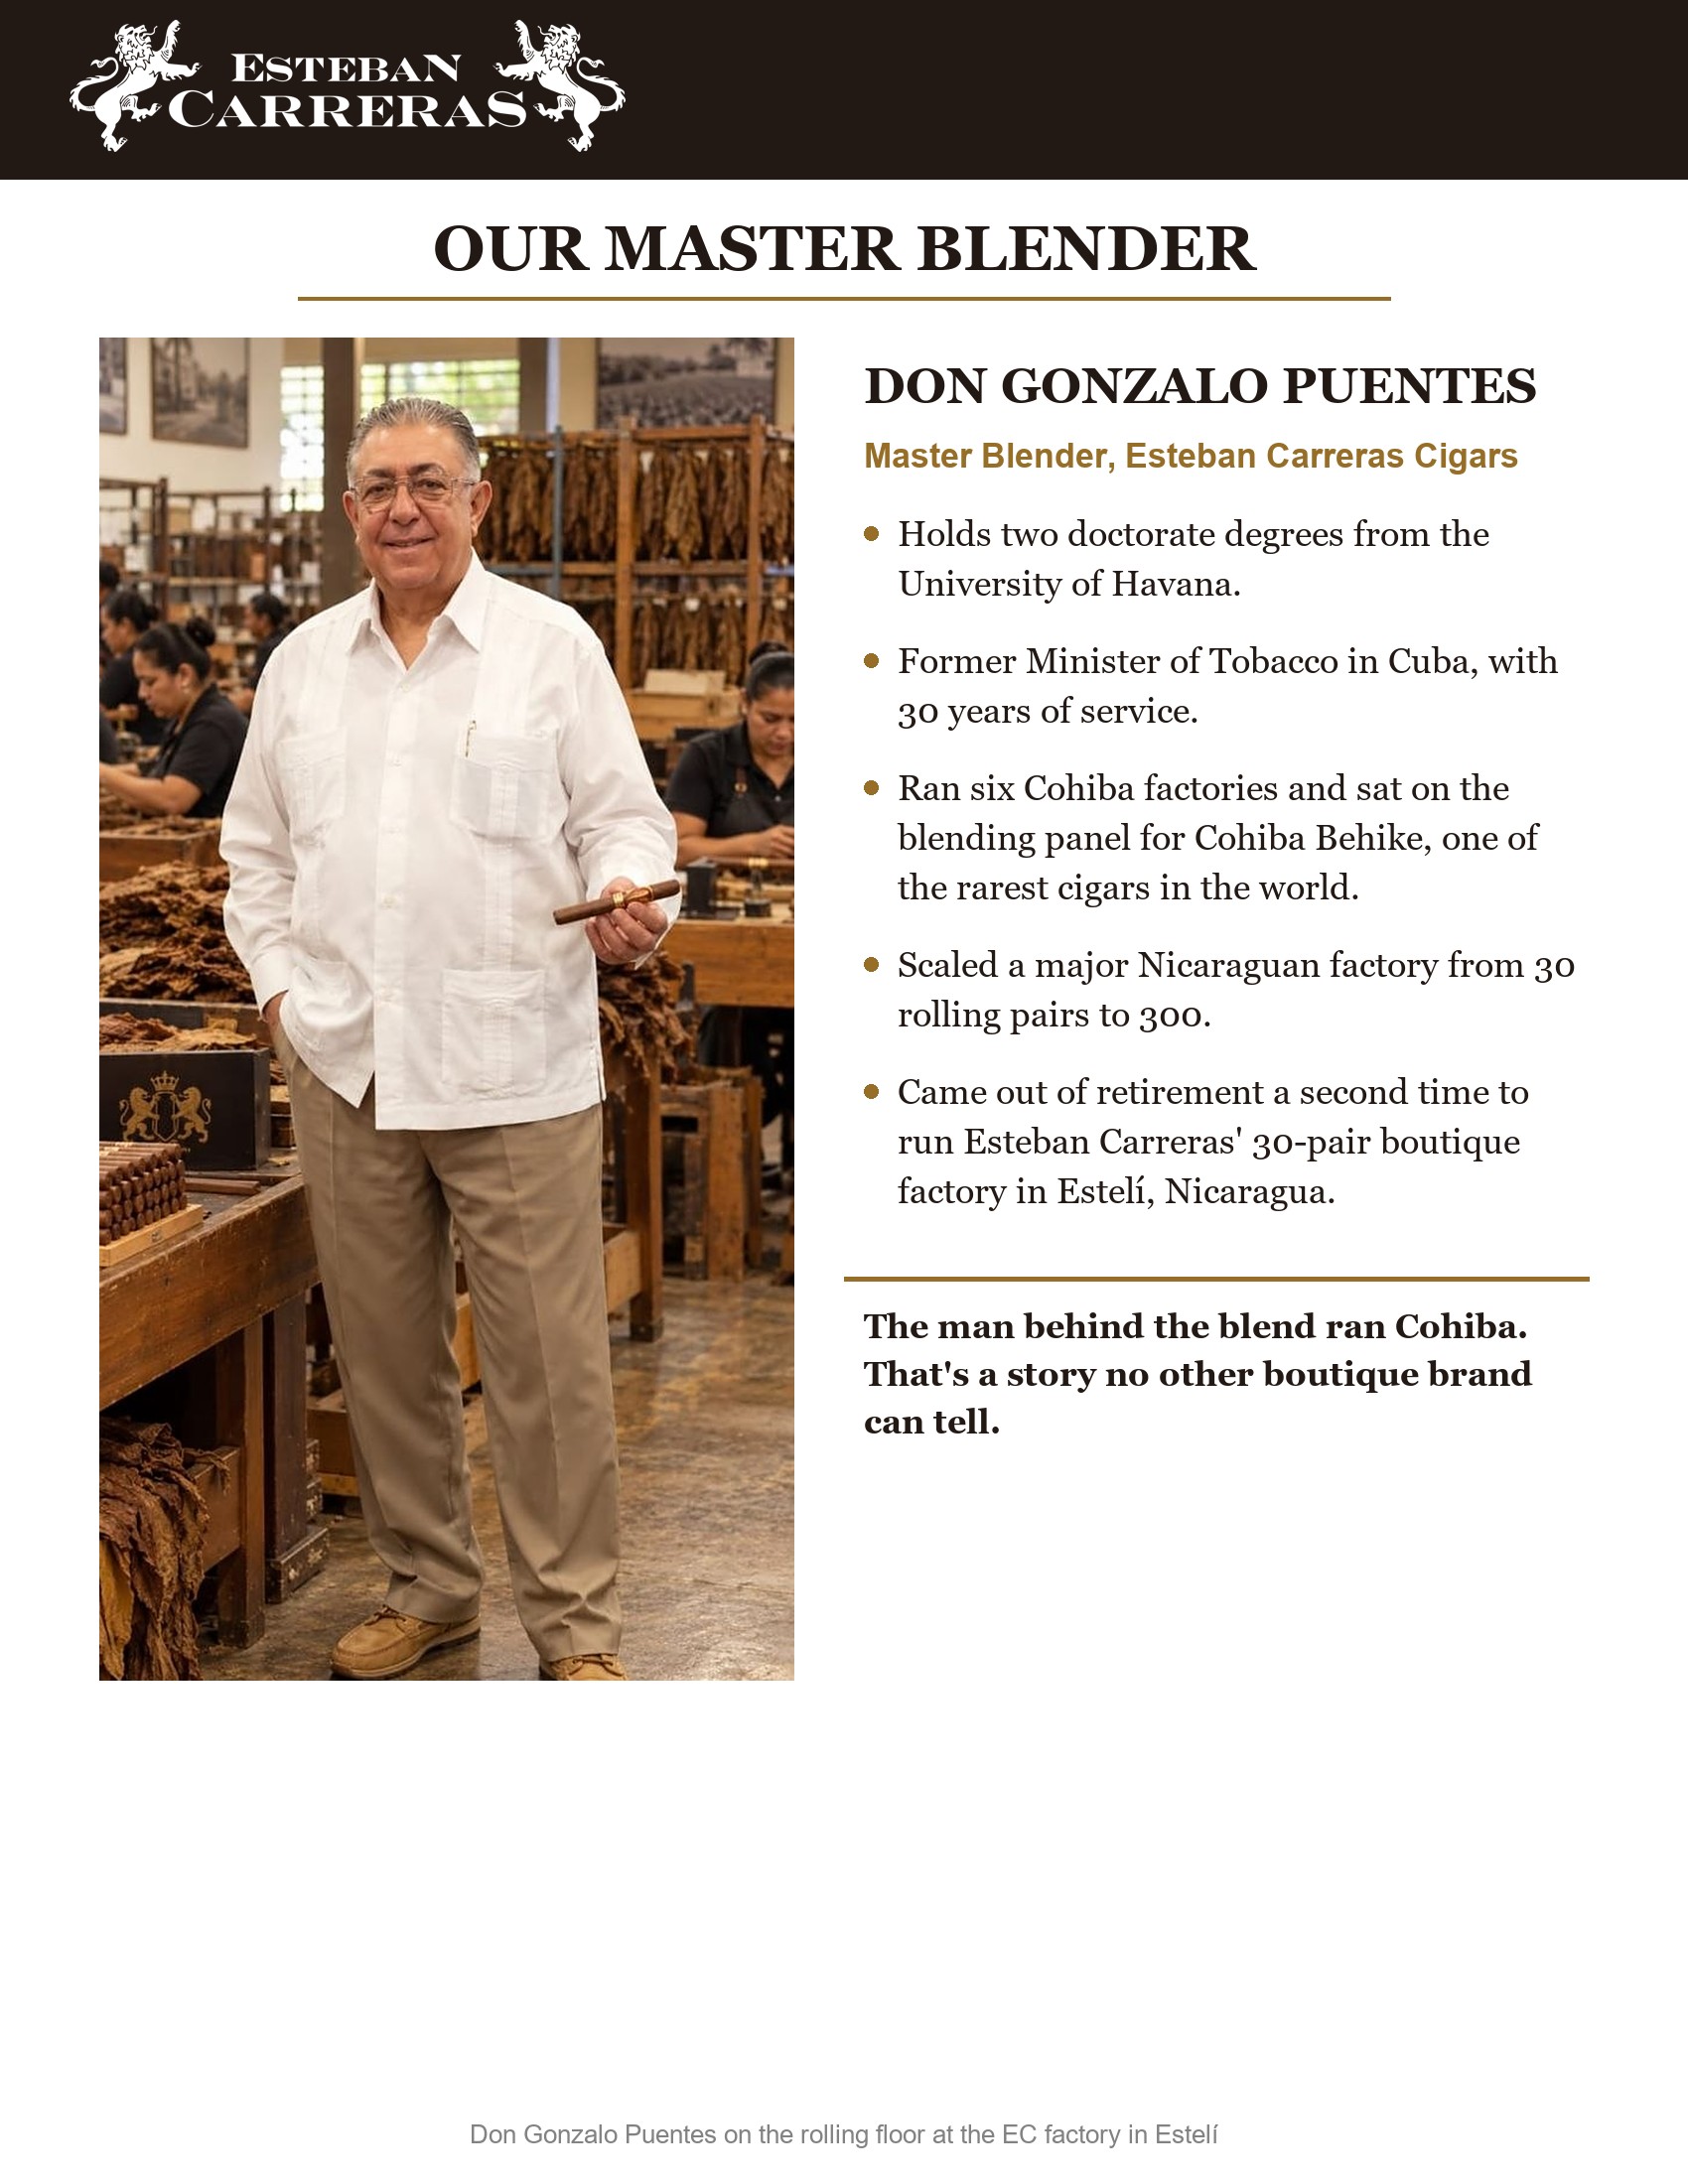 ESTEBAN
CARRERAS
OUR MASTER BLENDER
DON GONZALO PUENTES
Master Blender, Esteban Carreras Cigars
Holds two doctorate degrees from the
University of Havana.
Former Minister of Tobacco in Cuba, with
30 years of service.
Ran six Cohiba factories and sat on the
blending panel for Cohiba Behike, one of
the rarest cigars in the world.
Scaled a major Nicaraguan factory from 30
rolling pairs to 300.
Came out of retirement a second time to
run Esteban Carreras' 30-pair boutique
factory in Estelí, Nicaragua.
The man behind the blend ran Cohiba.
That's a story no other boutique brand
can tell.
Don Gonzalo Puentes on the rolling floor at the EC factory in Estelí